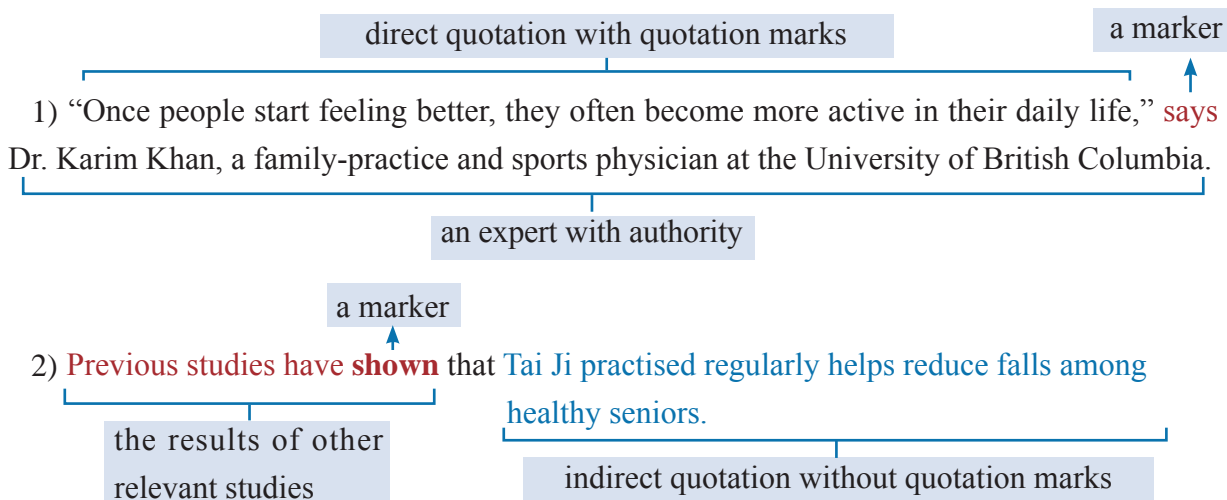 direct quotation with quotation marks
a marker
1) “Once people start feeling better, they often become more active in their daily life,” says
Dr. Karim Khan, a family-practice and sports physician at the University of British Columbia.
an expert with authority
a marker
2) Previous studies have shown that Tai Ji practised regularly helps reduce falls among
healthy seniors.
the results of other
relevant studies
indirect quotation without quotation marks